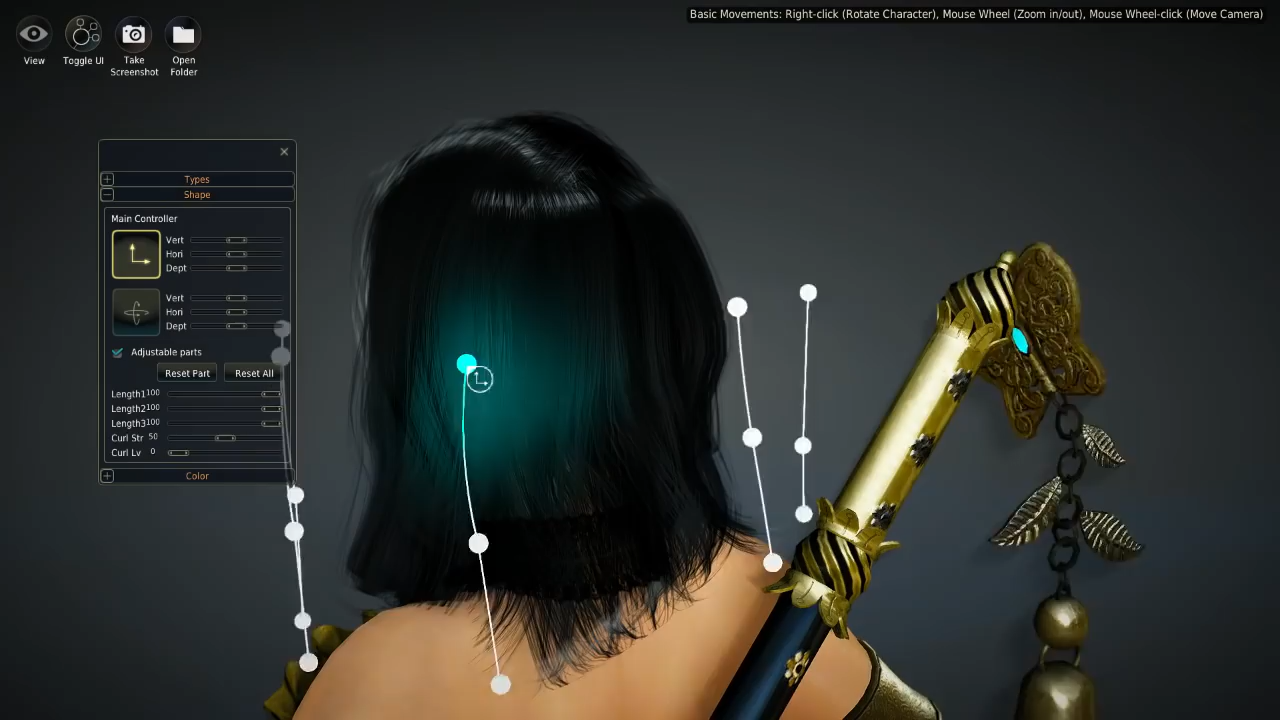 Basic Movements: Right-click (Rotate Character), Mouse Wheel (Zoom in/out), Mouse Wheel-click (Move Camera)
View
Toggle UI
Take Screenshot
Open Folder
Types
Shape
Main Controller
Vert
Hori
Dept
Vert
Hori
Dept
Adjustable parts
Reset Part
Reset All
Length1 100
Length2 100
Length3 100
Curl Str 50
Curl Lv 0
Color